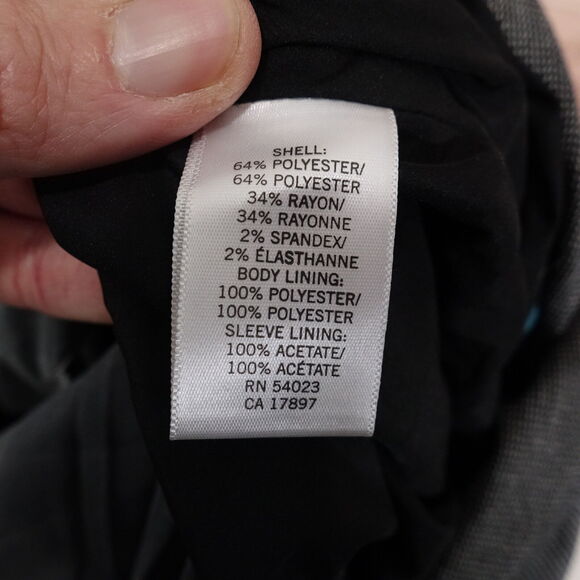 SHELL:
64% POLYESTER/
64% POLYESTER
34% RAYON/
34% RAYONNE
2% SPANDEX/
2% ÉLASTHANNE
BODY LINING:
100% POLYESTER/
100% POLYESTER
SLEEVE LINING:
100% ACETATE/
100% ACÉTATE
RN 54023
CA 17897